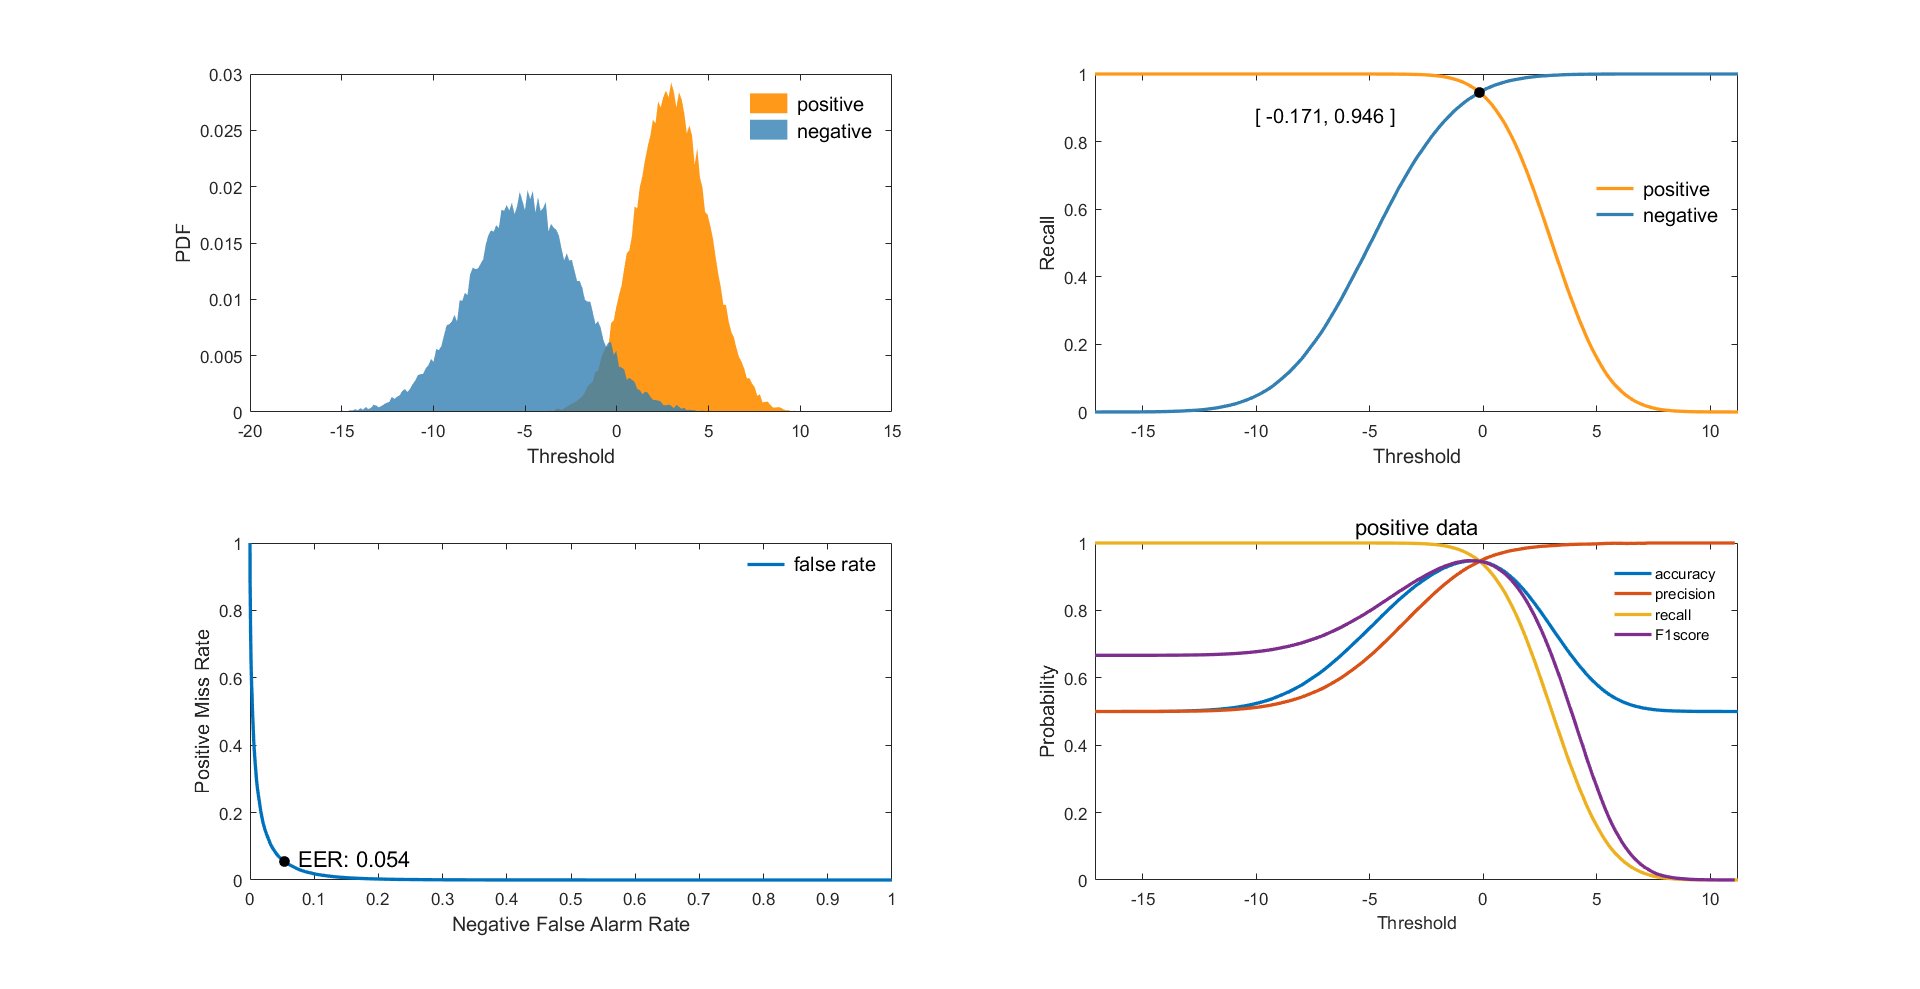 0.03
0.025
0.02
0.015
0.01
0.005
0
PDF
positive
negative
-20 -15 -10 -5 0 5 10 15
Threshold
1
0.8
0.6
0.4
0.2
0
Recall
[ -0.171, 0.946 ]
positive
negative
-15 -10 -5 0 5 10
Threshold
1
0.8
0.6
0.4
0.2
0
Positive Miss Rate
false rate
EER: 0.054
0 0.1 0.2 0.3 0.4 0.5 0.6 0.7 0.8 0.9 1
Negative False Alarm Rate
positive data
1
0.8
0.6
0.4
0.2
0
Probability
accuracy
precision
recall
F1score
-15 -10 -5 0 5 10
Threshold